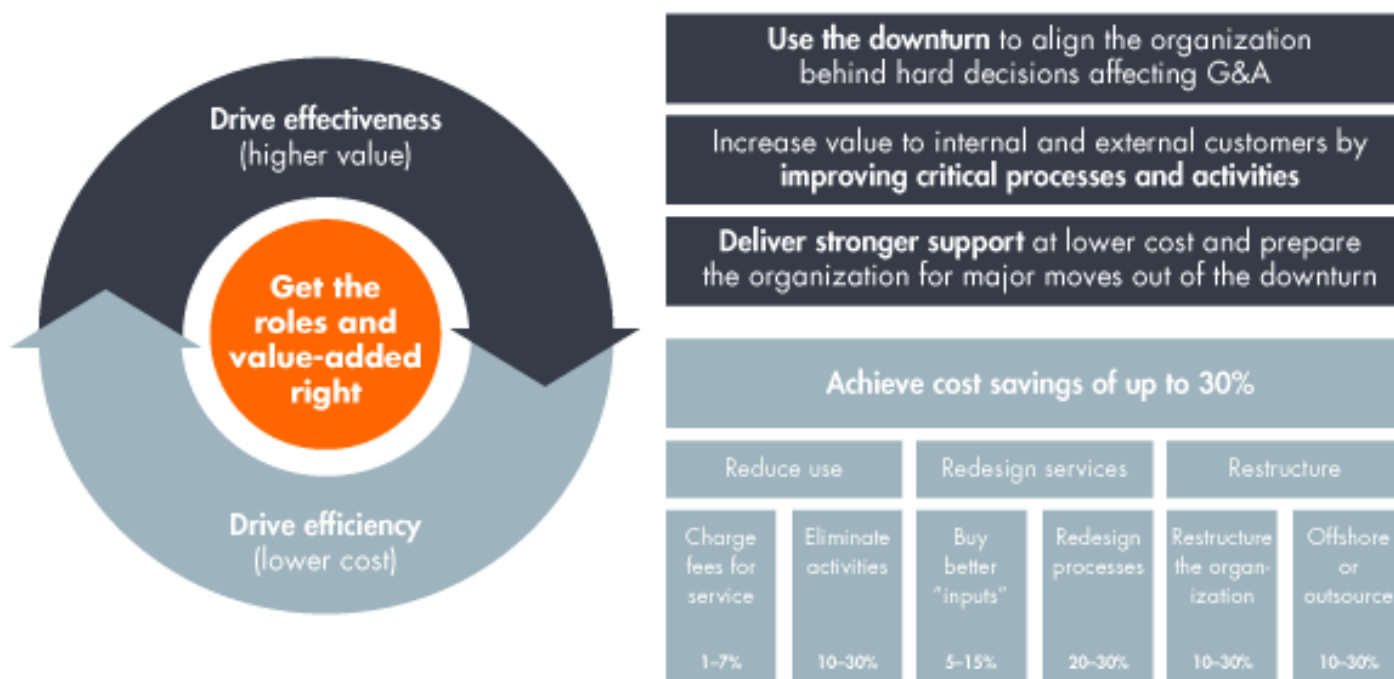 Drive effectiveness
(higher value)
Get the
roles and
value-added
right
Drive efficiency
(lower cost)
Use the downturn to align the organization
behind hard decisions affecting G&A
Increase value to internal and external customers by
improving critical processes and activities
Deliver stronger support at lower cost and prepare
the organization for major moves out of the downturn
Achieve cost savings of up to 30%
Reduce use
Redesign services
Restructure
Charge
fees for
service
1–7%
Eliminate
activities
10–30%
Buy
better
“inputs”
5–15%
Redesign
processes
20–30%
Restructure
the organ-
ization
10–30%
Offshore
or
outsource
10–30%